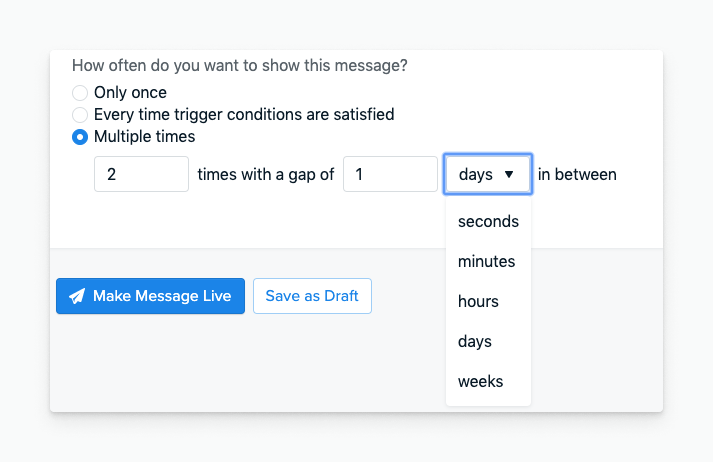 How often do you want to show this message?
Only once
Every time trigger conditions are satisfied
Multiple times
2 times with a gap of 1 days in between
seconds
minutes
hours
days
weeks
Make Message Live Save as Draft